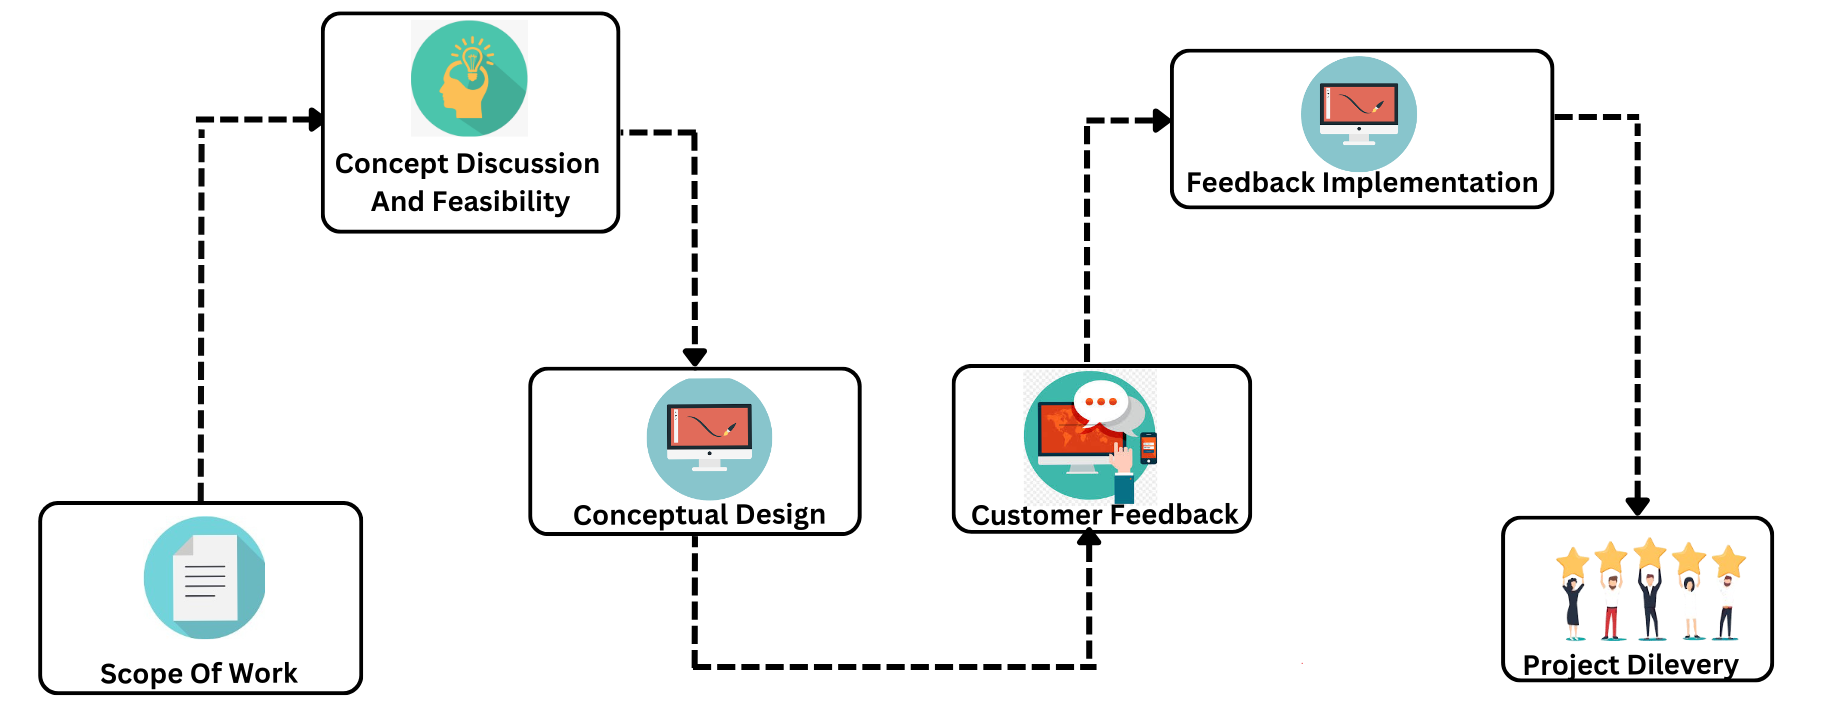 Scope Of Work
Concept Discussion
And Feasibility
Conceptual Design
Customer Feedback
Feedback Implementation
Project Dilevery